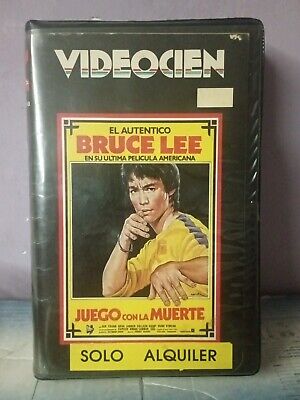 VIDEOCIEN
EL AUTENTICO
BRUCE LEE
EN SU ULTIMA PELICULA AMERICANA
JUEGO CON LA MUERTE
SOLO ALQUILER